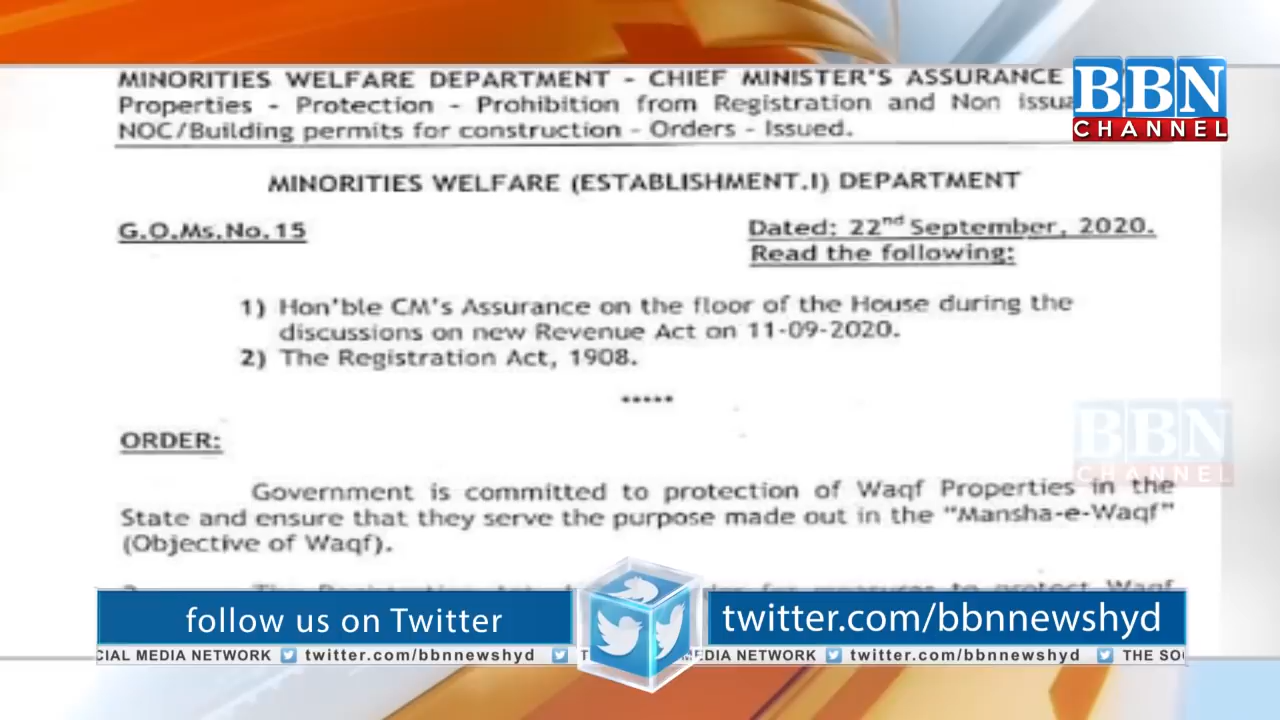 MINORITIES WELFARE DEPARTMENT - CHIEF MINISTER'S ASSURANCE
Properties - Protection - Prohibition from Registration and Non
NOC/Building permits for construction - Orders - Issued.
BBN
CHANNEL
MINORITIES WELFARE (ESTABLISHMENT.I) DEPARTMENT
G.O.Ms.No.15
Dated: 22nd September, 2020.
Read the following:
1) Hon'ble CM's Assurance on the floor of the House during the
discussions on new Revenue Act on 11-09-2020.
2) The Registration Act, 1908.
*****
ORDER:
BBN
CHANNEL
Government is committed to protection of Waqf Properties in the
State and ensure that they serve the purpose made out in the "Mansha-e-Waqf"
(Objective of Waqf).
follow us on Twitter
twitter.com/bbnnewshyd
MEDIA NETWORK twitter.com/bbnnewshyd
NETWORK twitter.com/bbnnewshyd THE